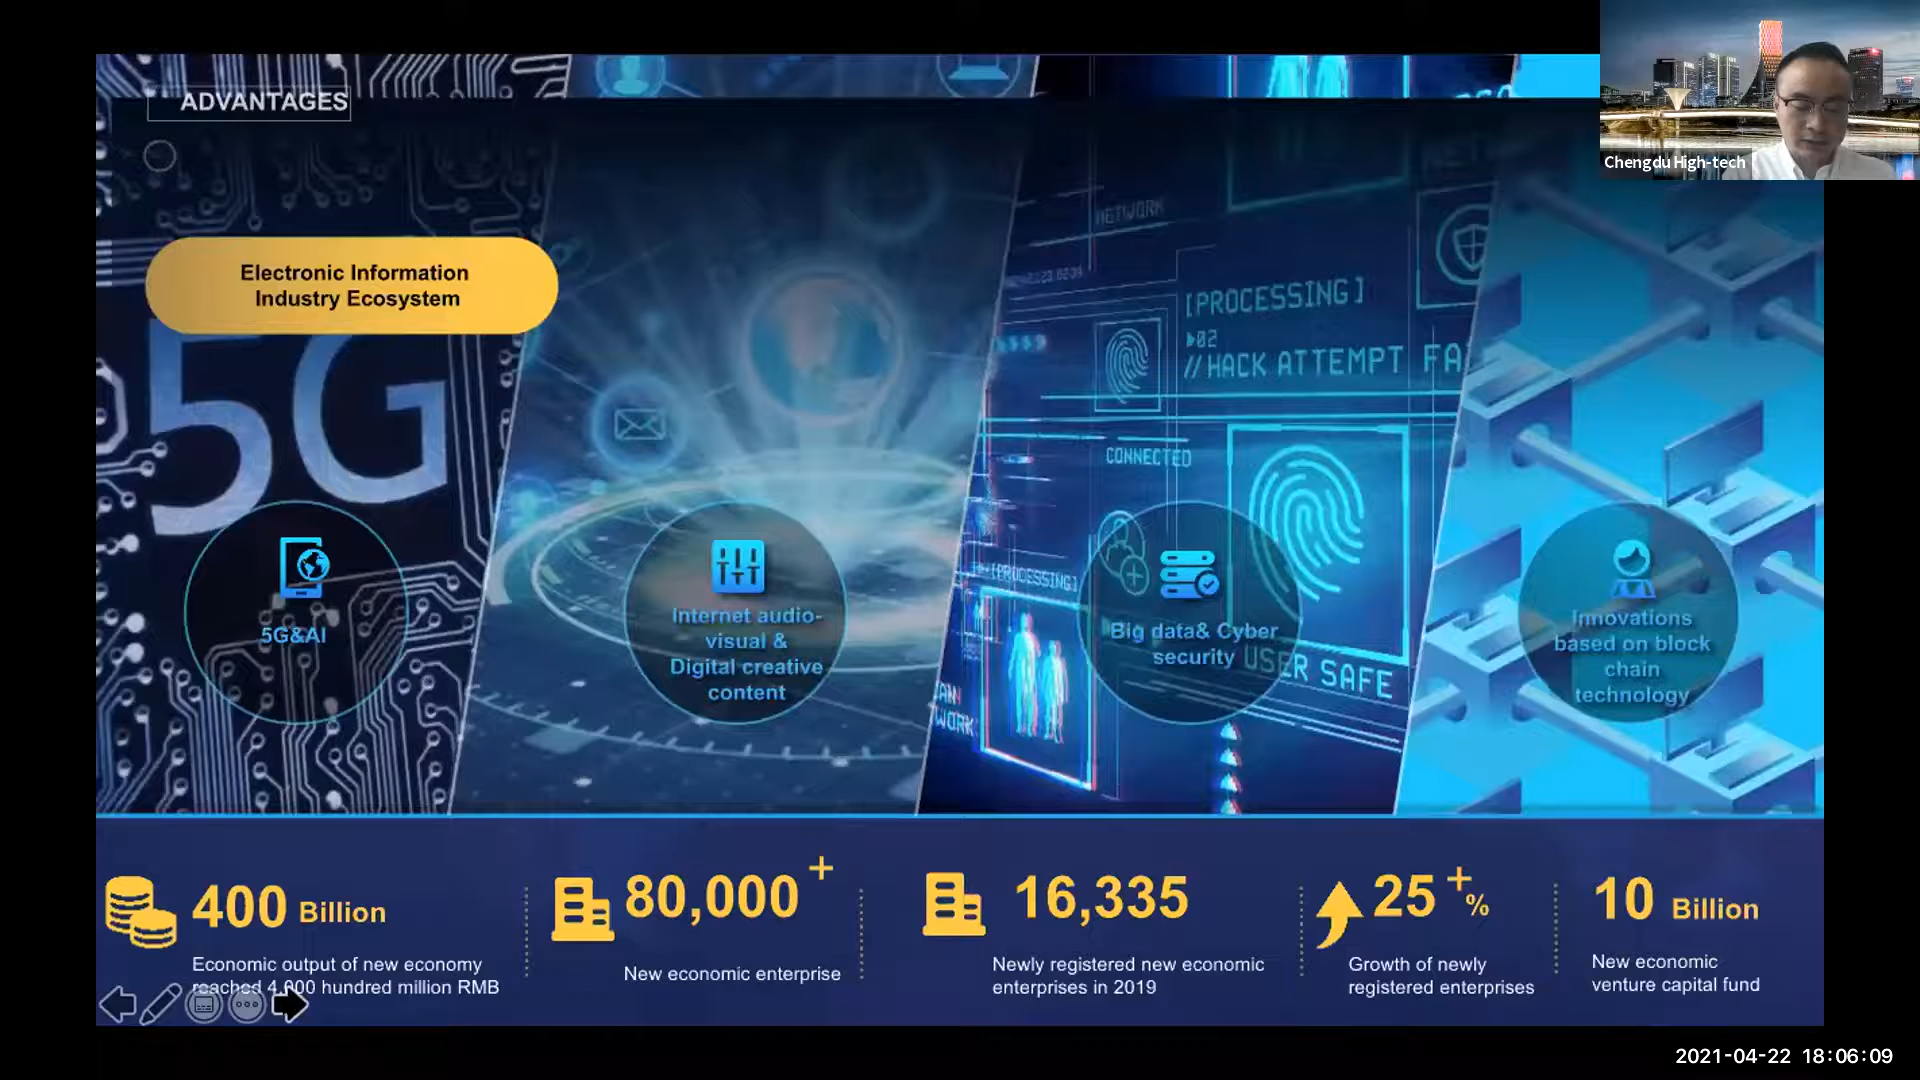 ADVANTAGES
Chengdu High-tech
Electronic Information
Industry Ecosystem
5G
NETWORK
[PROCESSING]
02
//HACK ATTEMPT FA
CONNECTED
[PROCESSING]
USER SAFE
WORK
5G&AI
Internet audio-
visual &
Digital creative
content
Big data& Cyber
security
Innovations
based on block
chain
technology
400 Billion
Economic output of new economy
reached 4,000 hundred million RMB
80,000+
New economic enterprise
16,335
Newly registered new economic
enterprises in 2019
25+%
Growth of newly
registered enterprises
10 Billion
New economic
venture capital fund
2021-04-22 18:06:09